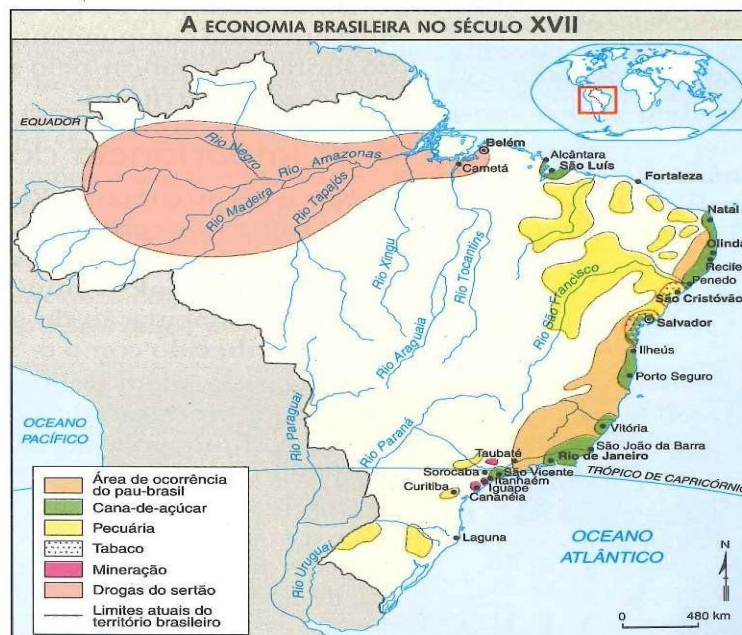 A ECONOMIA BRASILEIRA NO SÉCULO XVII
EQUADOR
Rio Negro
Rio Amazonas
Belém
Cametá
Alcântara
São Luís
Fortaleza
Rio Madeira
Rio Tapajós
Rio Xingu
Rio Tocantins
Natal
Olinda
Recife
Penedo
São Cristóvão
Rio São Francisco
Salvador
Rio Araguaia
Ilhéus
Porto Seguro
OCEANO
PACÍFICO
Rio Paraguai
Rio Paraná
Vitória
São João da Barra
Rio de Janeiro
Taubaté
Sorocaba
São Vicente
Itanhaém
Iguape
Cananéia
Curitiba
TRÓPICO DE CAPRICÓRNIO
Laguna
Rio Uruguai
OCEANO
ATLÂNTICO
N
0 480 km
Área de ocorrência
do pau-brasil
Cana-de-açúcar
Pecuária
Tabaco
Mineração
Drogas do sertão
Limites atuais do
território brasileiro